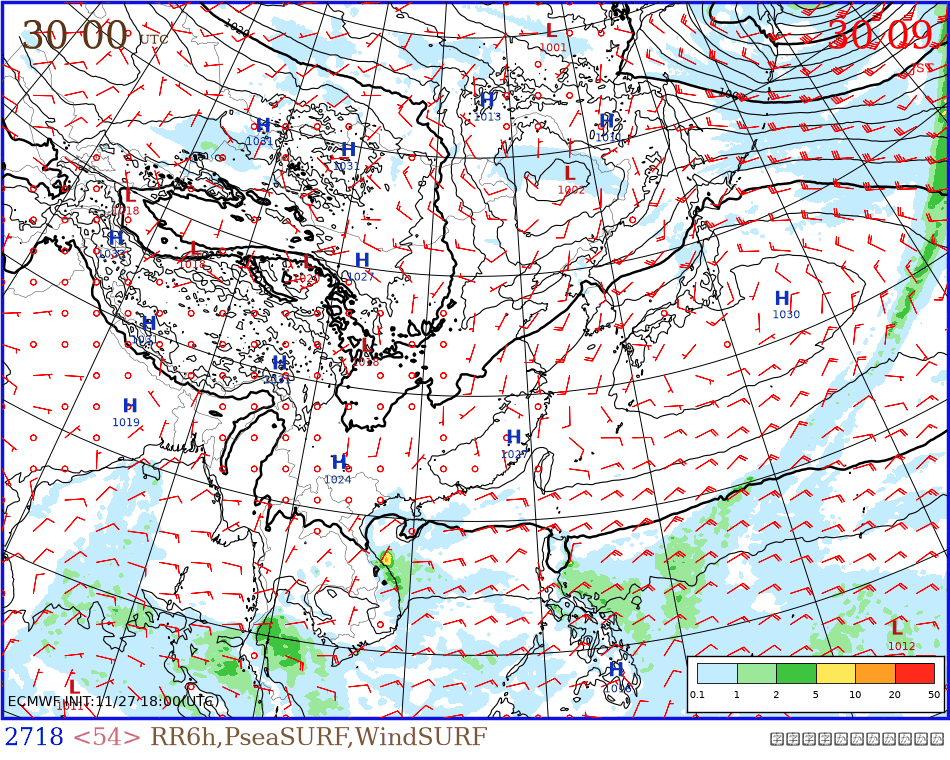 30 00 UTC
30 09 JST
L
1001
H
1013
H
1031
H
1031
H
L
1002
L
1018
H
H
1027
L
H
1030
H
H
H
1019
H
1027
H
1024
L
1012
H
L
ECMWF INIT:11/27 18:00(UTC)
0.1 1 2 5 10 20 50
2718 <54> RR6h,PseaSURF,WindSURF